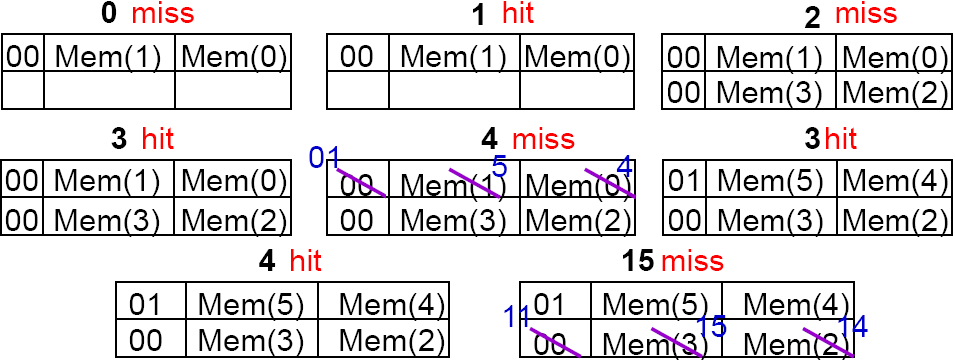 0 miss 1 hit 2 miss
00 Mem(1) Mem(0) 00 Mem(1) Mem(0) 00 Mem(1) Mem(0)
00 Mem(3) Mem(2)
3 hit 4 miss 3 hit
01 5 4
00 Mem(1) Mem(0) 00 Mem(1) Mem(0) 01 Mem(5) Mem(4)
00 Mem(3) Mem(2) 00 Mem(3) Mem(2) 00 Mem(3) Mem(2)
4 hit 15 miss
01 Mem(5) Mem(4) 01 Mem(5) Mem(4)
11 15 14
00 Mem(3) Mem(2) 00 Mem(3) Mem(2)